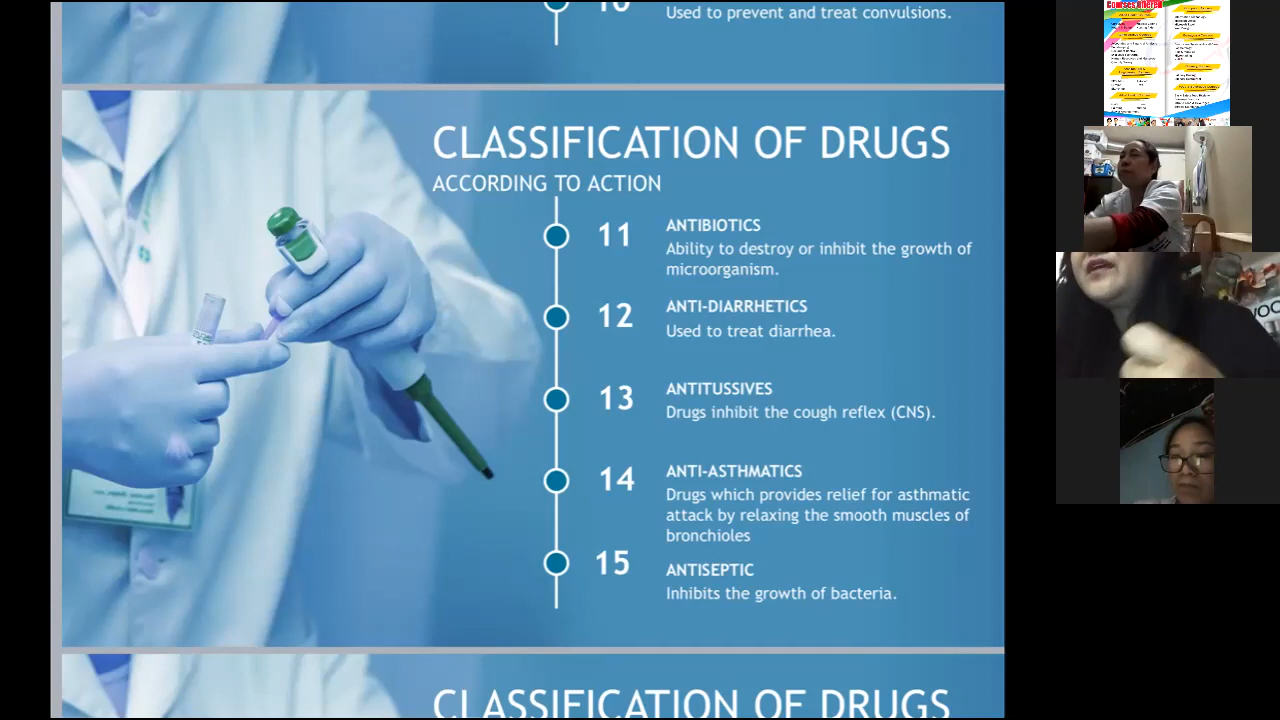 10
Used to prevent and treat convulsions.
CLASSIFICATION OF DRUGS
ACCORDING TO ACTION
11
ANTIBIOTICS
Ability to destroy or inhibit the growth of
microorganism.
12
ANTI-DIARRHETICS
Used to treat diarrhea.
13
ANTITUSSIVES
Drugs inhibit the cough reflex (CNS).
14
ANTI-ASTHMATICS
Drugs which provides relief for asthmatic
attack by relaxing the smooth muscles of
bronchioles
15
ANTISEPTIC
Inhibits the growth of bacteria.
CLASSIFICATION OF DRUGS
Courses Offered